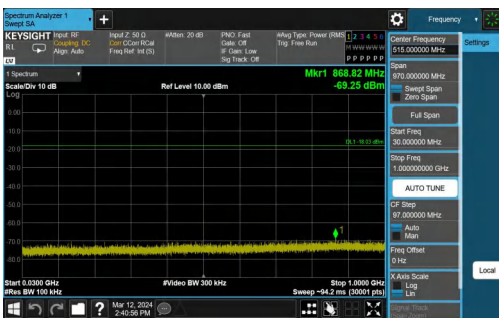 Spectrum Analyzer 1
Swept SA
Frequency
KEYSIGHT
Input: RF
Coupling: DC
Align: Auto
Input Z: 50 Ω
Corr CCorr RCal
Freq Ref: Int (S)
#Atten: 20 dB
PNO: Fast
Gate: Off
IF Gain: Low
Sig Track: Off
#Avg Type: Power (RMS
Trig: Free Run
1 2 3 4 5 6
M W W W W W
P P P P P P
RL
LV
1 Spectrum
Scale/Div 10 dB
Log
Ref Level 10.00 dBm
Mkr1 868.82 MHz
-69.25 dBm
0.00
-10.0
-20.0
-30.0
-40.0
-50.0
-60.0
-70.0
-80.0
1
Start 0.0300 GHz
#Res BW 100 kHz
#Video BW 300 kHz
Stop 1.0000 GHz
Sweep ~94.2 ms (30001 pts)
Mar 12, 2024
2:40:56 PM
?
Center Frequency
515.000000 MHz
Settings
Span
970.000000 MHz
Swept Span
Zero Span
Full Span
Start Freq
30.000000 MHz
Stop Freq
1.000000000 GHz
AUTO TUNE
CF Step
97.000000 MHz
Auto
Man
Freq Offset
0 Hz
X Axis Scale
Log
Lin
Signal Track
Local